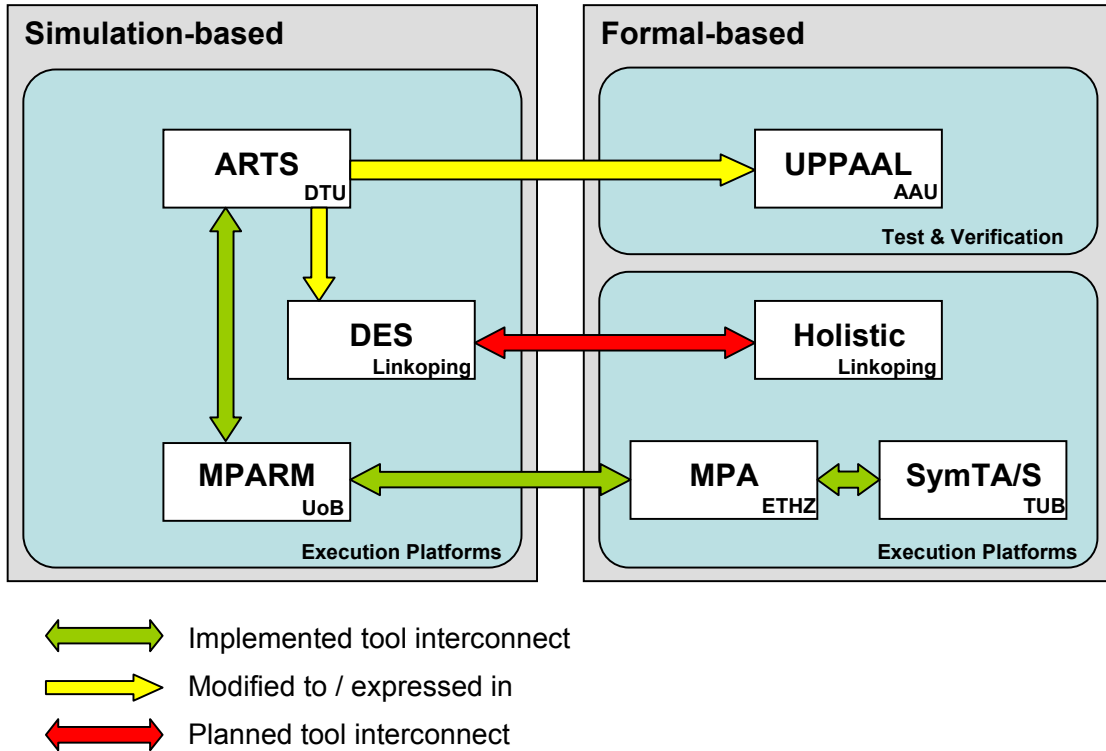 Simulation-based
Formal-based
ARTS
DTU
UPPAAL
AAU
Test & Verification
DES
Linkoping
Holistic
Linkoping
MPARM
UoB
MPA
ETHZ
SymTA/S
TUB
Execution Platforms
Execution Platforms
Implemented tool interconnect
Modified to / expressed in
Planned tool interconnect